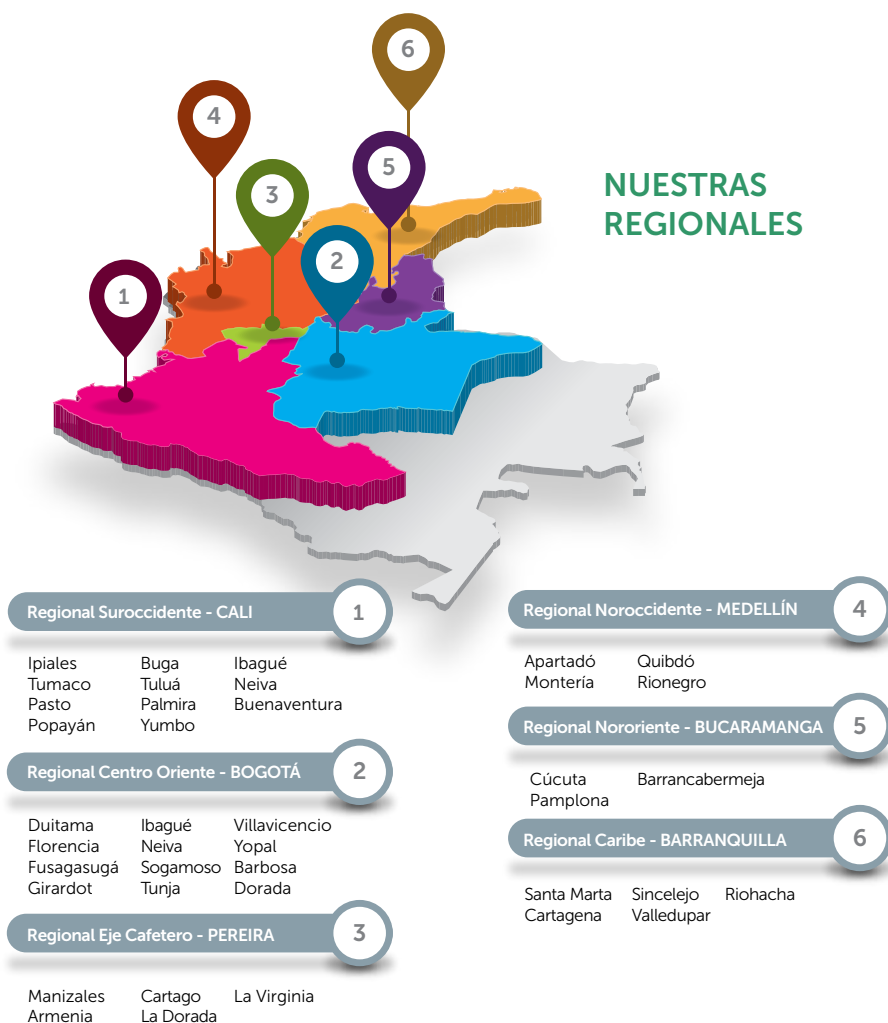 6
4
5
3
2
1
NUESTRAS
REGIONALES
Regional Suroccidente - CALI 1
Ipiales Buga Ibagué
Tumaco Tuluá Neiva
Pasto Palmira Buenaventura
Popayán Yumbo
Regional Centro Oriente - BOGOTÁ 2
Duitama Ibagué Villavicencio
Florencia Neiva Yopal
Fusagasugá Sogamoso Barbosa
Girardot Tunja Dorada
Regional Eje Cafetero - PEREIRA 3
Manizales Cartago La Virginia
Armenia La Dorada
Regional Noroccidente - MEDELLÍN 4
Apartadó Quibdó
Montería Rionegro
Regional Nororiente - BUCARAMANGA 5
Cúcuta Barrancabermeja
Pamplona
Regional Caribe - BARRANQUILLA 6
Santa Marta Sincelejo Riohacha
Cartagena Valledupar